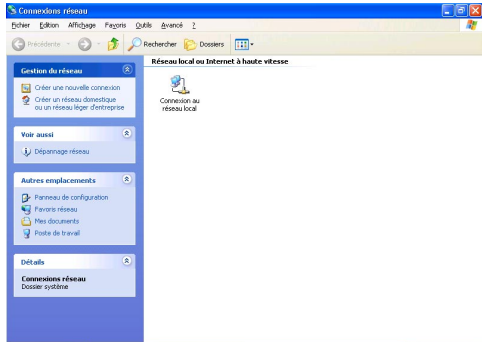 Connexions réseau
Fichier Edition Affichage Favoris Outils Avancé ?
Précédente Rechercher Dossiers
Gestion du réseau
Créer une nouvelle connexion
Créer un réseau domestique
ou un réseau léger d'entreprise
Voir aussi
Dépannage réseau
Autres emplacements
Panneau de configuration
Favoris réseau
Mes documents
Poste de travail
Détails
Connexions réseau
Dossier système
Réseau local ou Internet à haute vitesse
Connexion au
réseau local